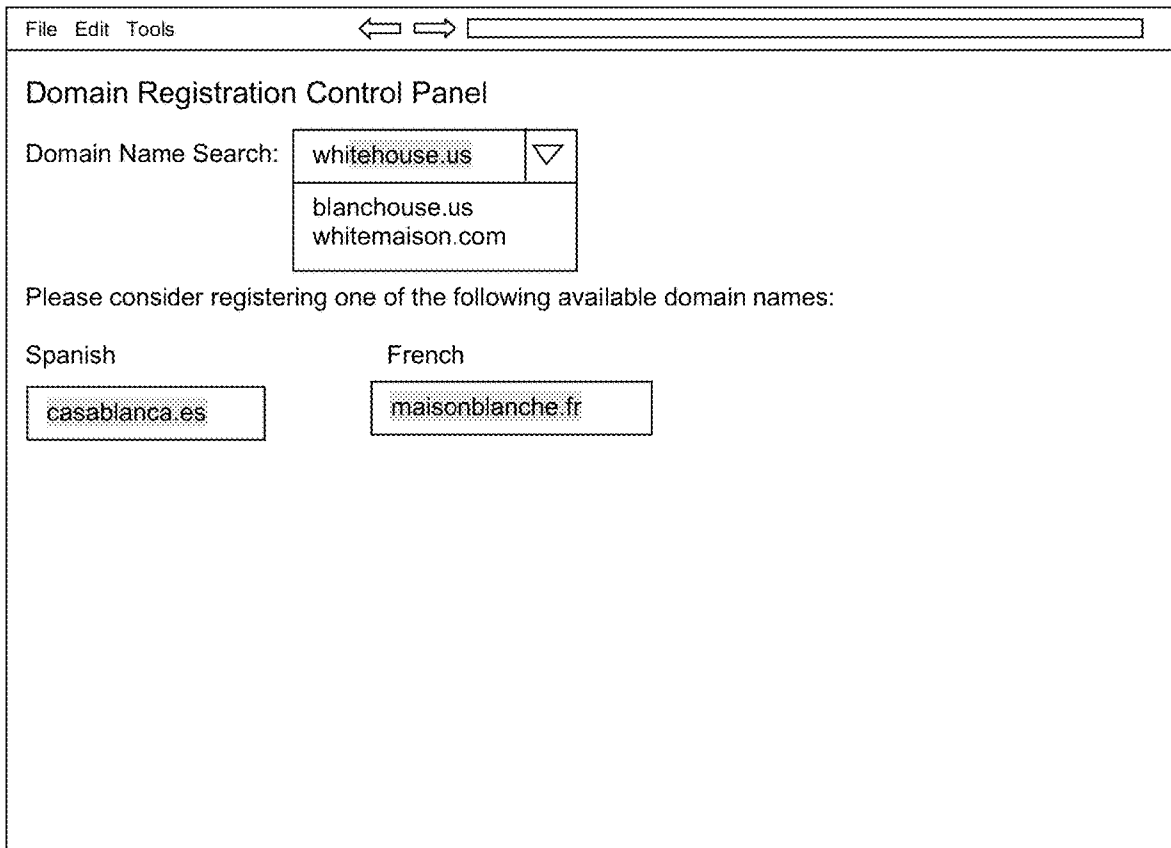 File Edit Tools
Domain Registration Control Panel
Domain Name Search: whitehouse.us
blanchouse.us
whitemaison.com
Please consider registering one of the following available domain names:
Spanish French
casablanca.es maisonblanche.fr